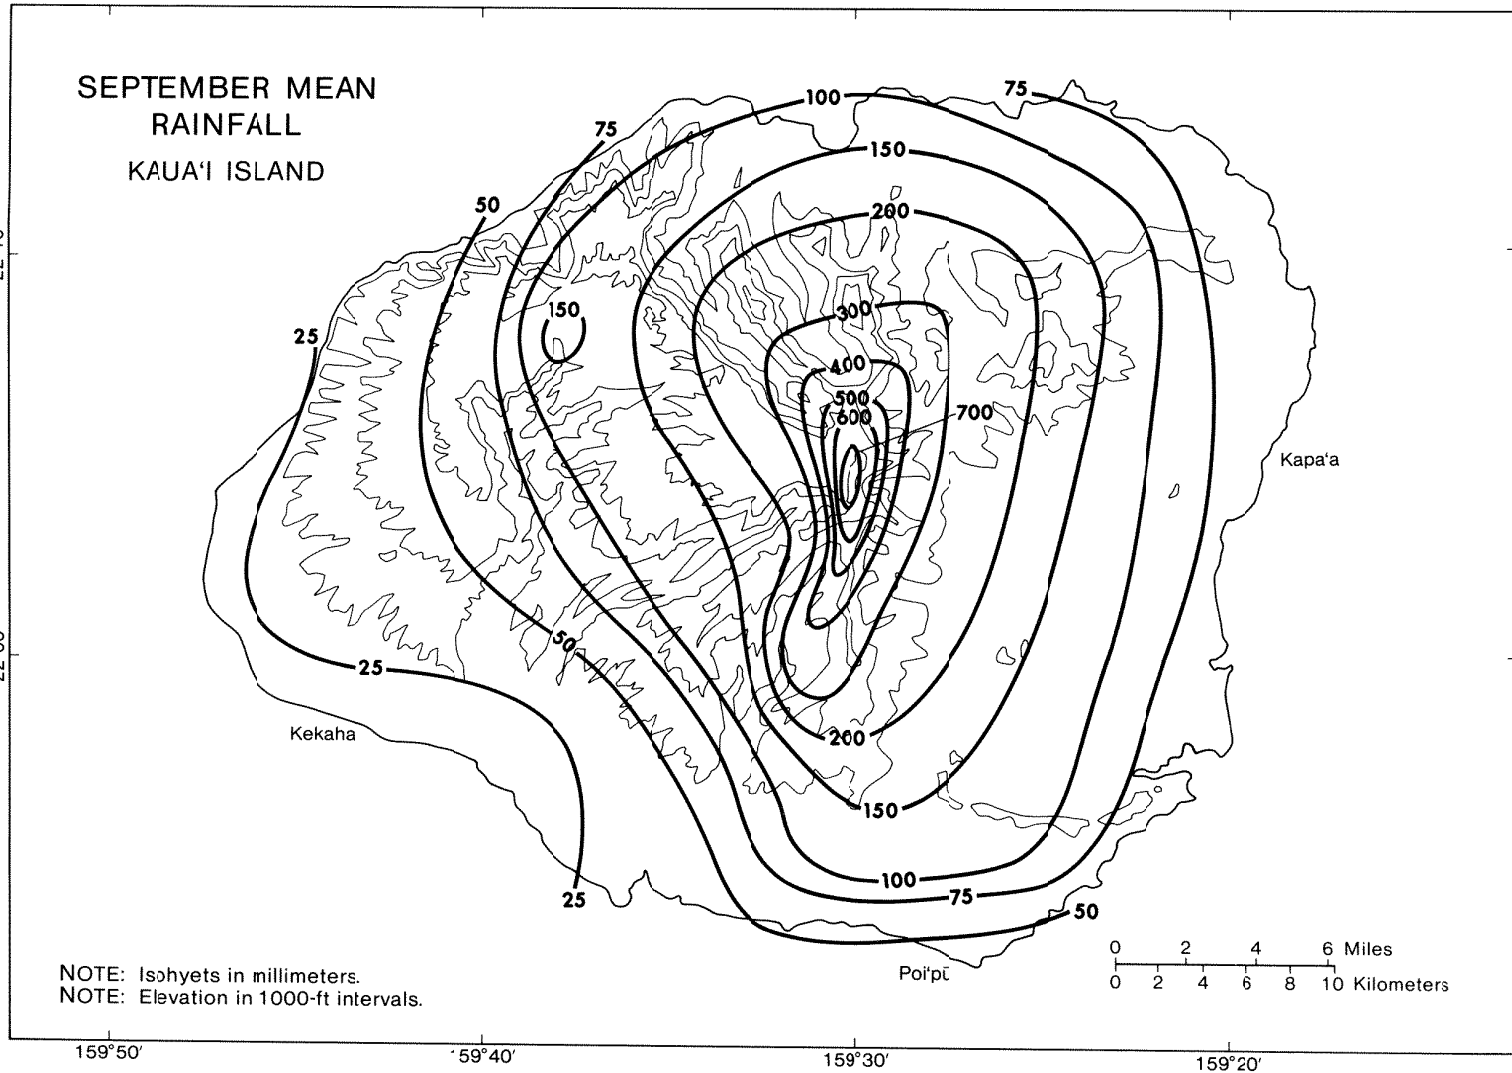 SEPTEMBER MEAN
RAINFALL
KAUA‘I ISLAND
100
75
75
150
50
200
150
300
25
400
500
600
700
Kapa‘a
50
25
Kekaha
200
150
100
75
25
50
0 2 4 6 Miles
0 2 4 6 8 10 Kilometers
Poi‘pū
NOTE: Isohyets in millimeters.
NOTE: Elevation in 1000-ft intervals.
159°50′ 159°40′ 159°30′ 159°20′